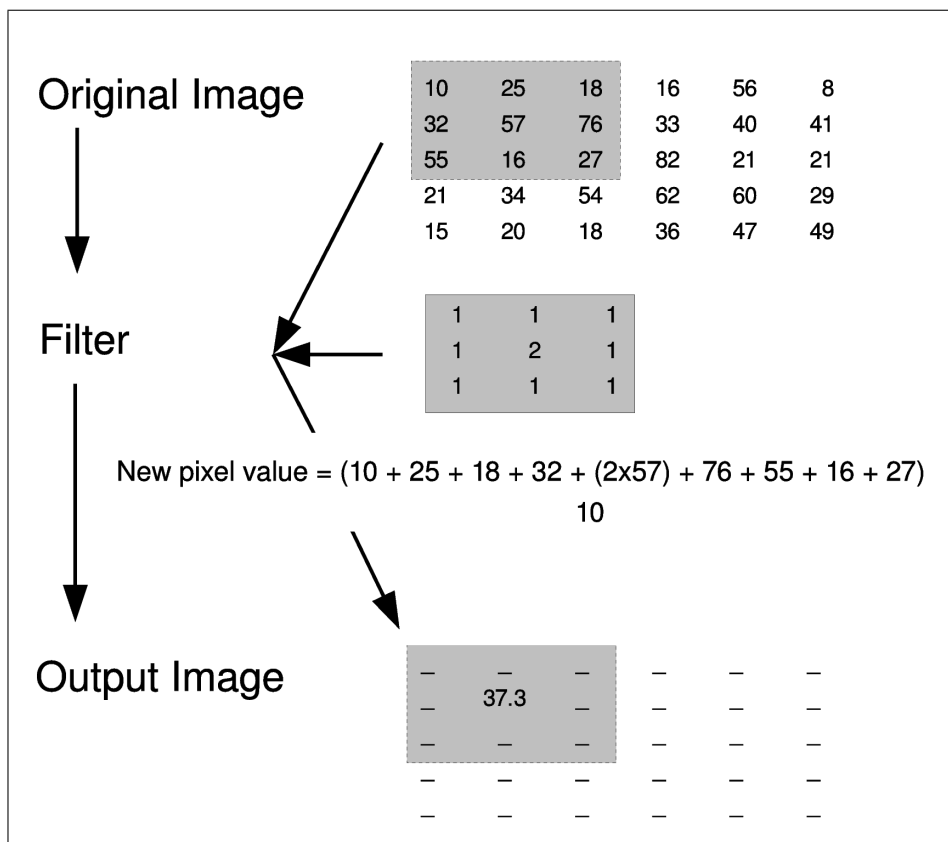 Original Image
10 25 18 16 56 8
32 57 76 33 40 41
55 16 27 82 21 21
21 34 54 62 60 29
15 20 18 36 47 49
Filter
1 1 1
1 2 1
1 1 1
New pixel value = (10 + 25 + 18 + 32 + (2x57) + 76 + 55 + 16 + 27)
10
Output Image
_ _ _ _ _ _
_ 37.3 _ _ _ _
_ _ _ _ _ _
_ _ _ _ _ _
_ _ _ _ _ _